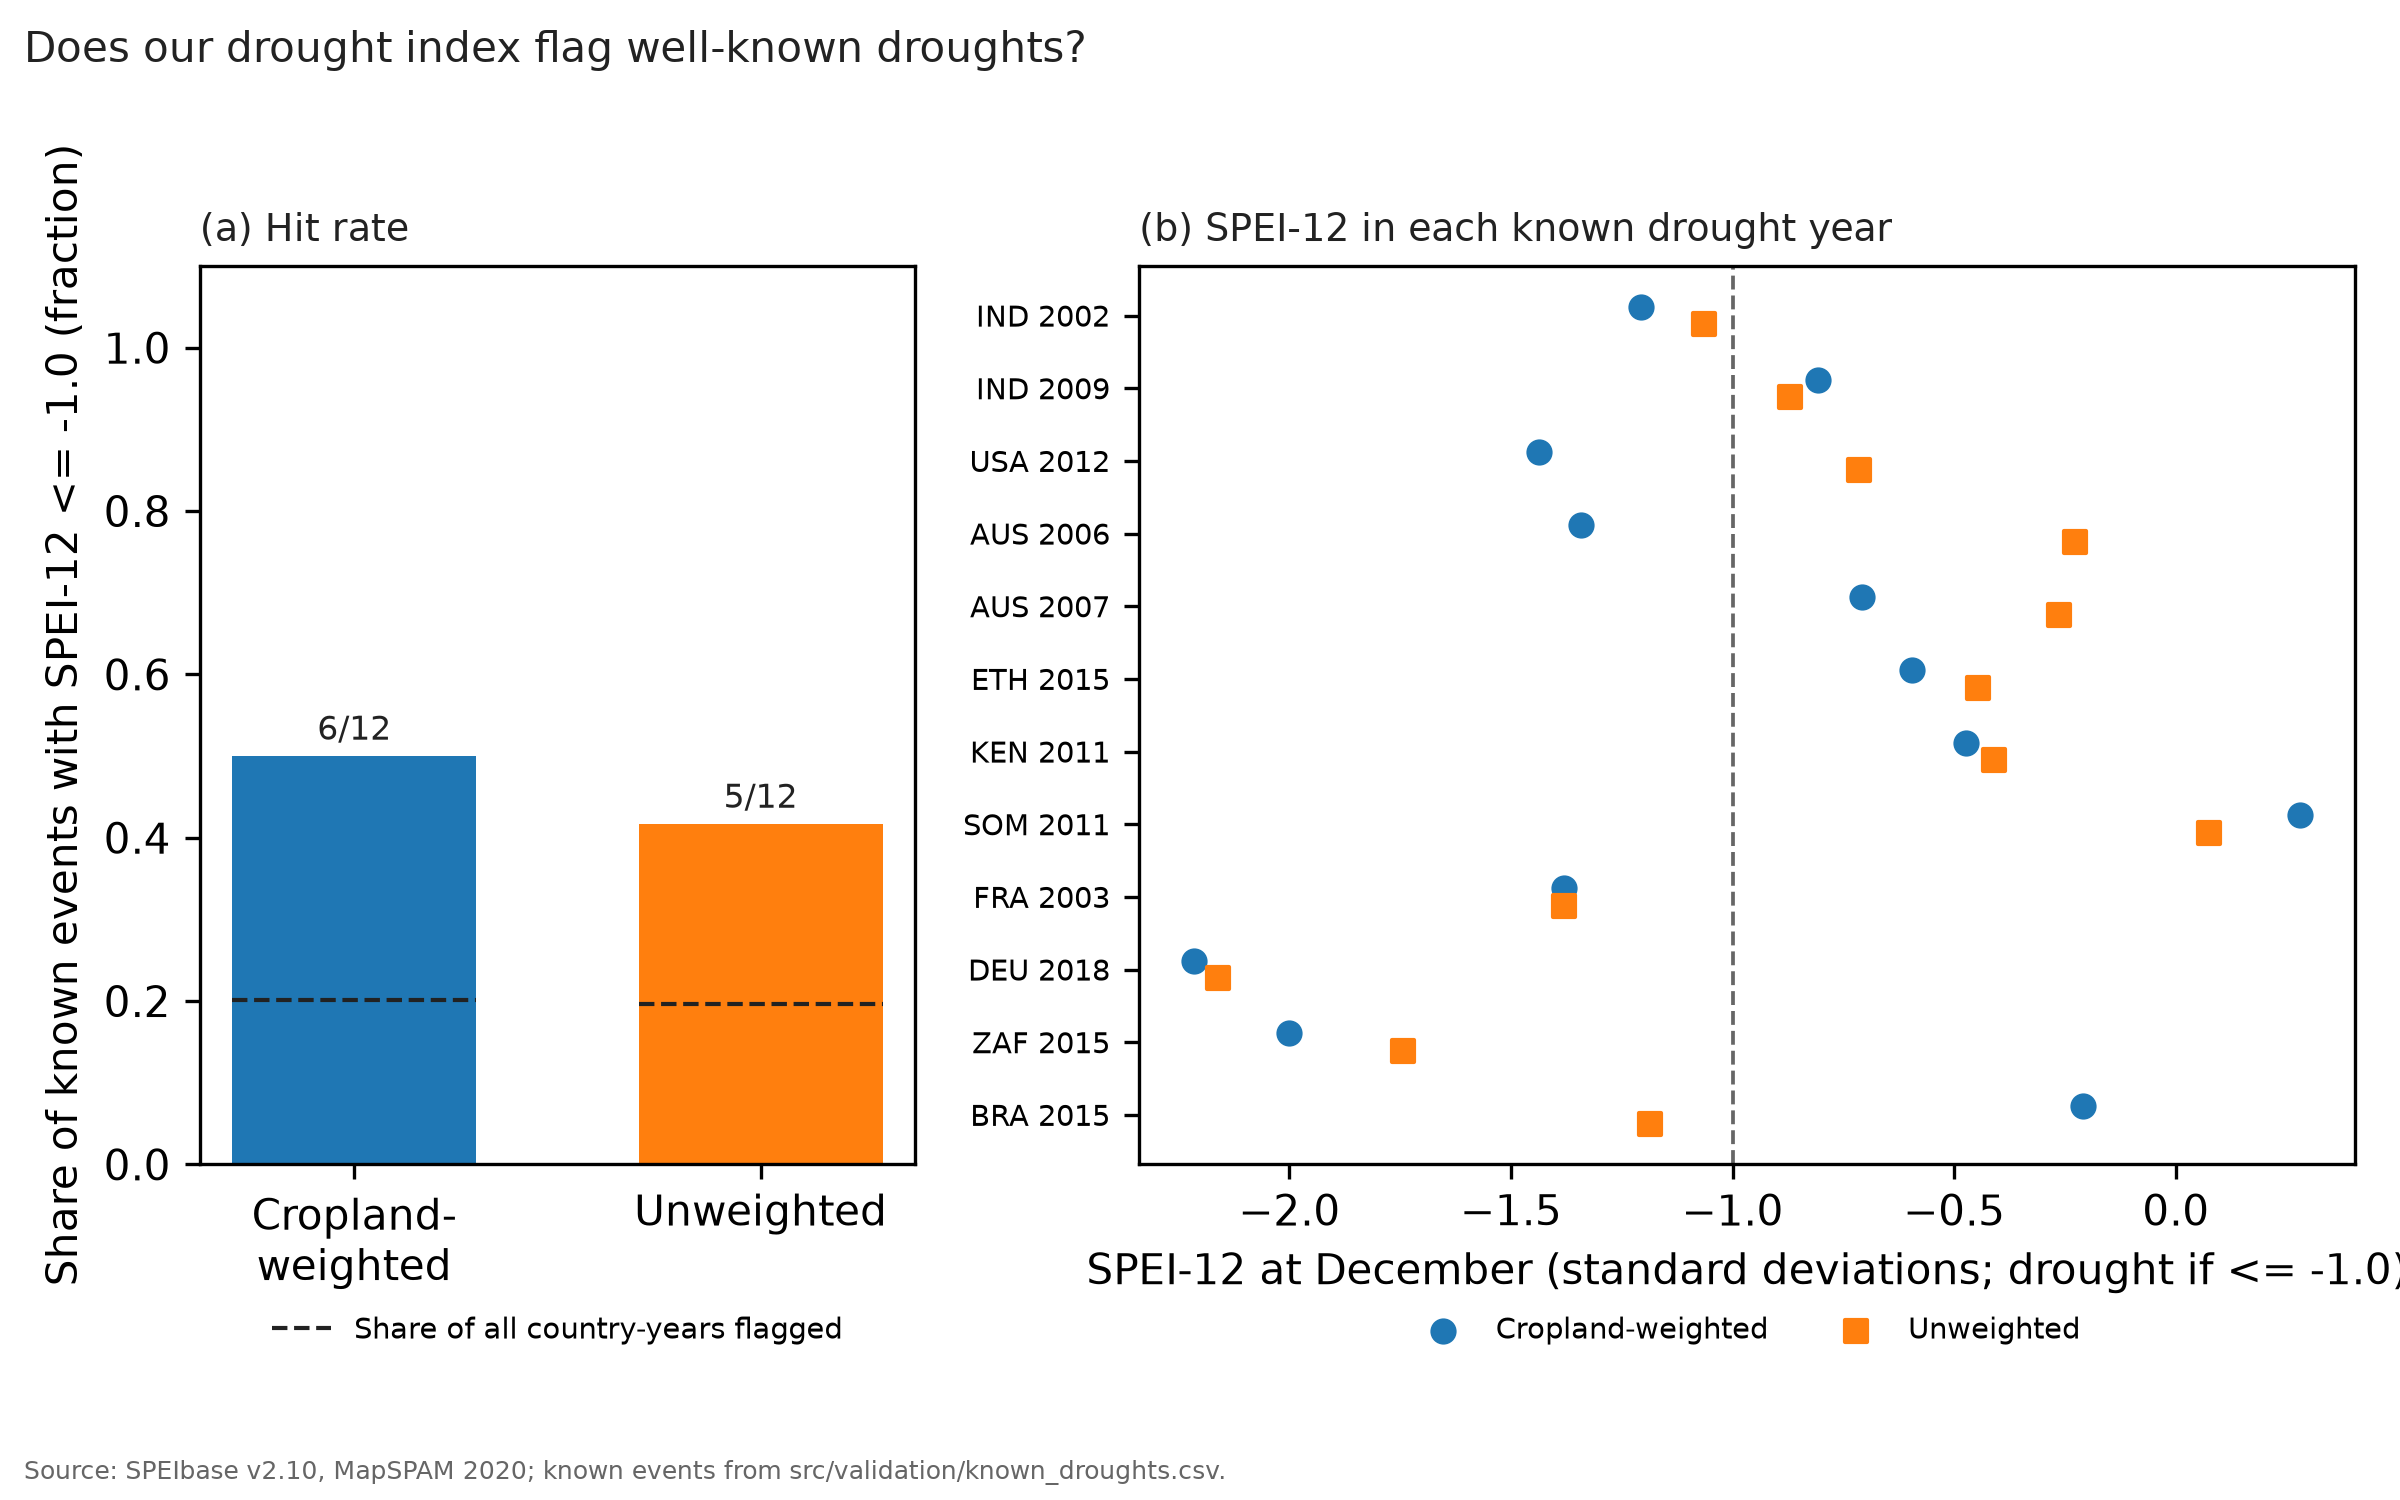 Does our drought index flag well-known droughts?
(a) Hit rate
Share of known events with SPEI-12 <= -1.0 (fraction)
1.0
0.8
0.6
0.4
0.2
0.0
6/12
5/12
Cropland-
weighted
Unweighted
Share of all country-years flagged
(b) SPEI-12 in each known drought year
IND 2002
IND 2009
USA 2012
AUS 2006
AUS 2007
ETH 2015
KEN 2011
SOM 2011
FRA 2003
DEU 2018
ZAF 2015
BRA 2015
−2.0
−1.5
−1.0
−0.5
0.0
SPEI-12 at December (standard deviations; drought if <= -1.0)
Cropland-weighted
Unweighted
Source: SPEIbase v2.10, MapSPAM 2020; known events from src/validation/known_droughts.csv.